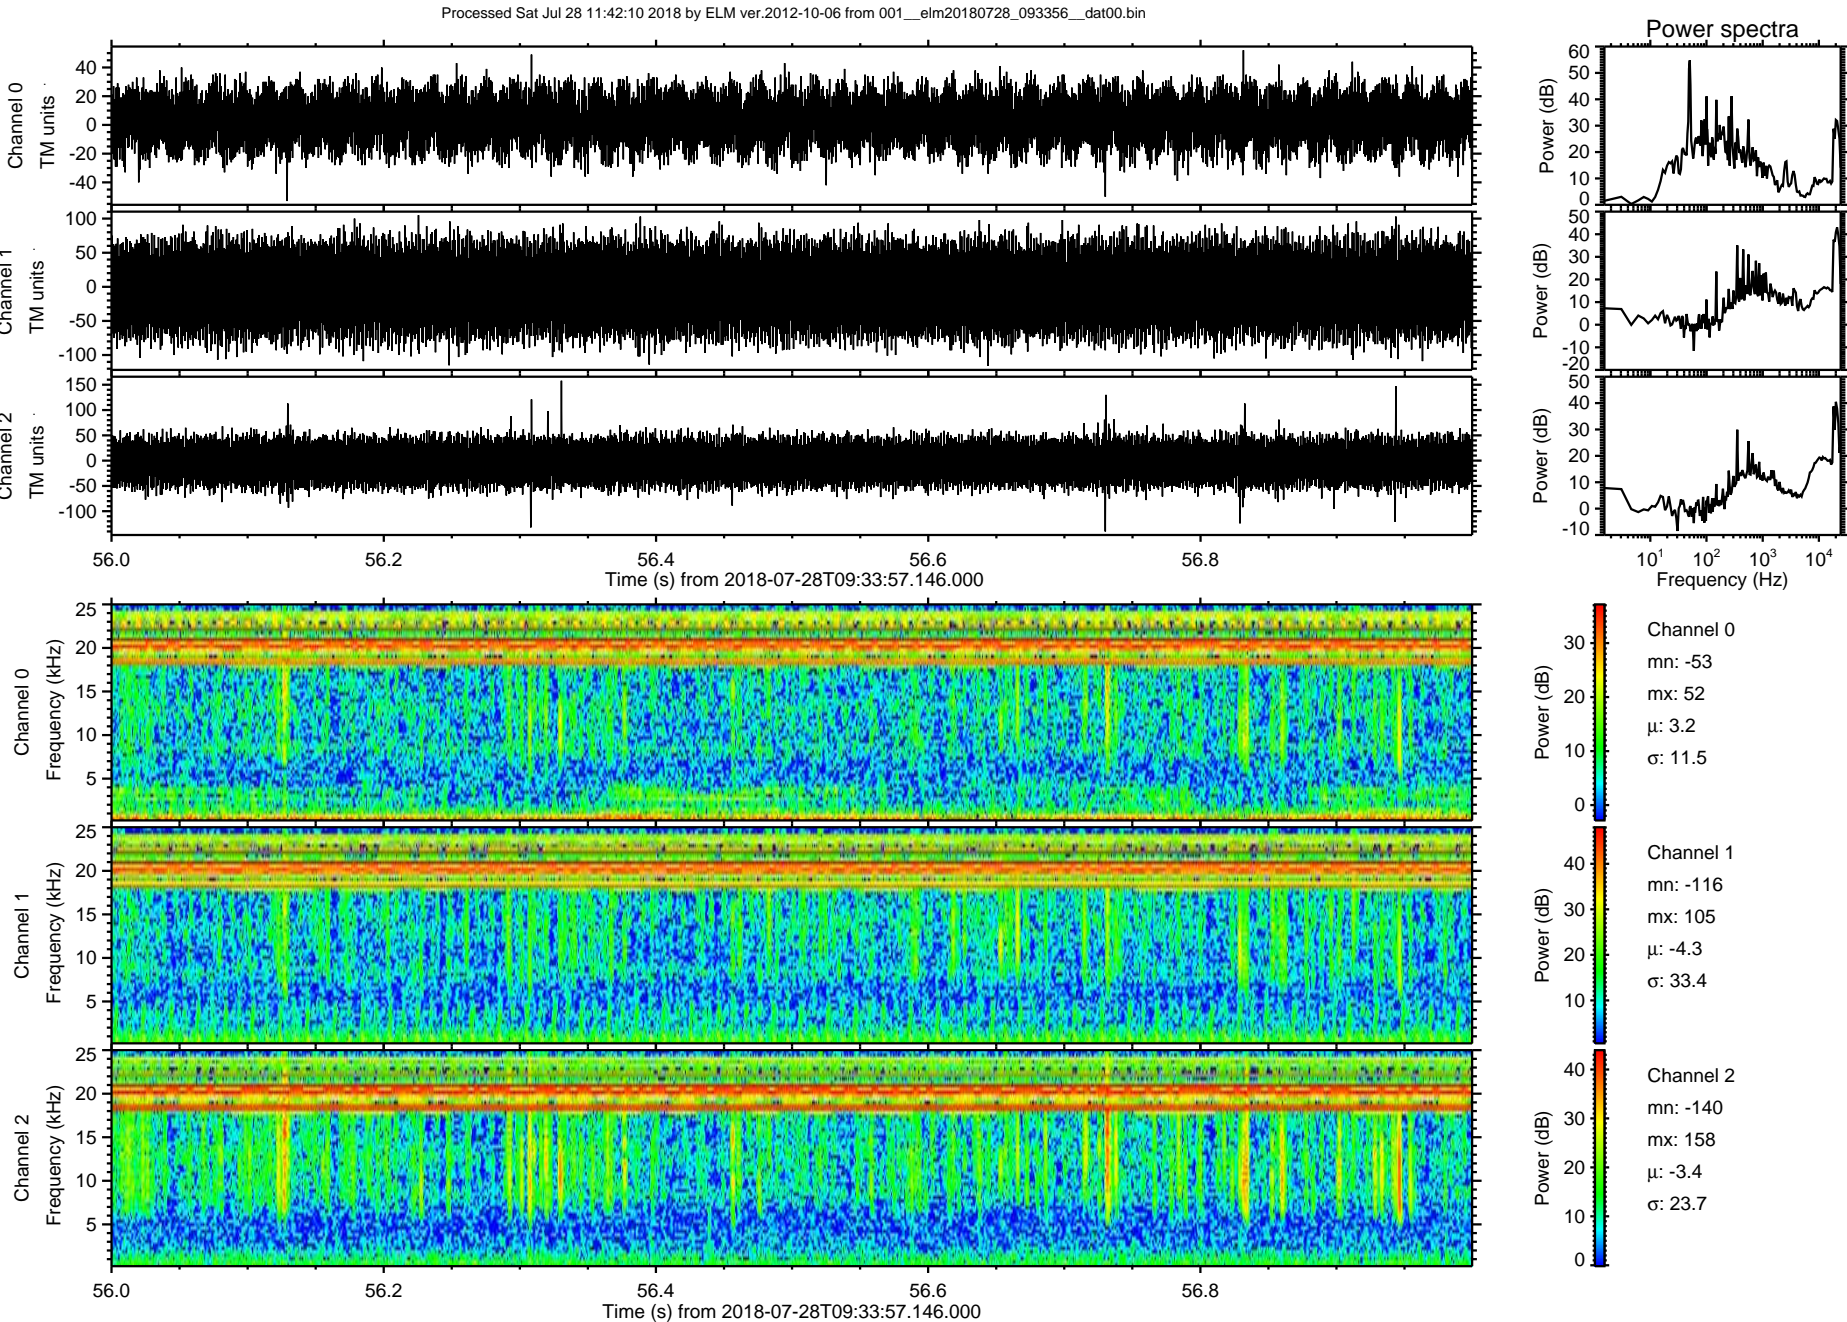 Processed Sat Jul 28 11:42:10 2018 by ELM ver.2012-10-06 from 001__elm20180728_093356__dat00.bin
Power spectra
Channel 0
TM units
40
20
0
-20
-40
Power (dB)
60
50
40
30
20
10
0
Channel 1
TM units
100
50
0
-50
-100
Power (dB)
50
40
30
20
10
0
-10
-20
Channel 2
TM units
150
100
50
0
-50
-100
Power (dB)
50
40
30
20
10
0
-10
56.0 56.2 56.4 56.6 56.8
Time (s) from 2018-07-28T09:33:57.146.000
10^1 10^2 10^3 10^4
Frequency (Hz)
Channel 0
Frequency (kHz)
25
20
15
10
5
Power (dB)
30
20
10
0
Channel 0
mn: -53
mx: 52
μ: 3.2
σ: 11.5
Channel 1
Frequency (kHz)
25
20
15
10
5
Power (dB)
40
30
20
10
Channel 1
mn: -116
mx: 105
μ: -4.3
σ: 33.4
Channel 2
Frequency (kHz)
25
20
15
10
5
Power (dB)
40
30
20
10
0
Channel 2
mn: -140
mx: 158
μ: -3.4
σ: 23.7
56.0 56.2 56.4 56.6 56.8
Time (s) from 2018-07-28T09:33:57.146.000